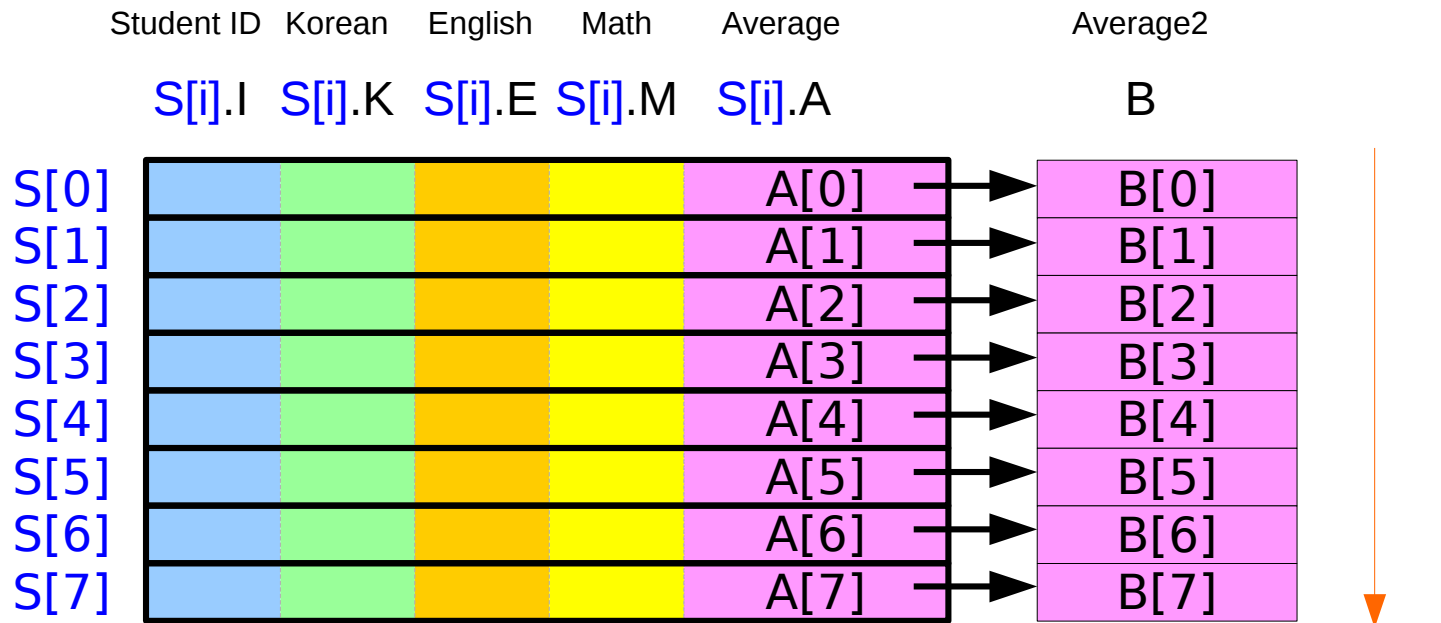 Student ID Korean English Math Average Average2
S[i].I S[i].K S[i].E S[i].M S[i].A B
S[0] A[0] B[0]
S[1] A[1] B[1]
S[2] A[2] B[2]
S[3] A[3] B[3]
S[4] A[4] B[4]
S[5] A[5] B[5]
S[6] A[6] B[6]
S[7] A[7] B[7]